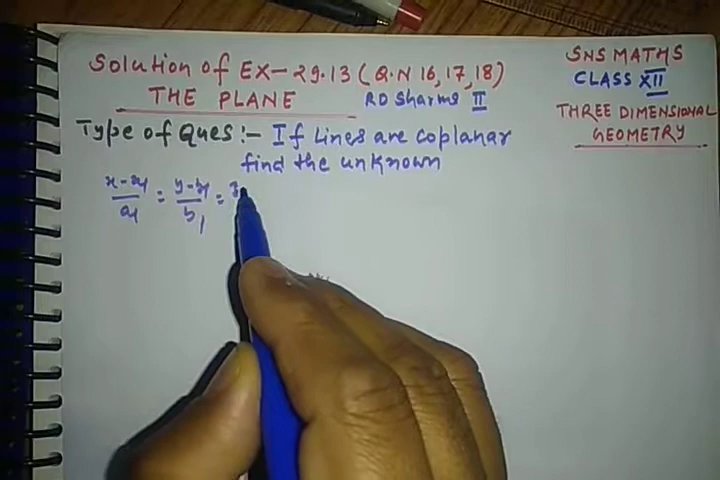 Solution of EX-29.13 (Q.N 16,17,18)
THE PLANE RD Sharma II
SNS MATHS
CLASS XII
THREE DIMENSIONAL
GEOMETRY
Type of Ques:- If Lines are coplanar
find the unknown
(x-x1)/a1 = (y-y1)/b1 = z